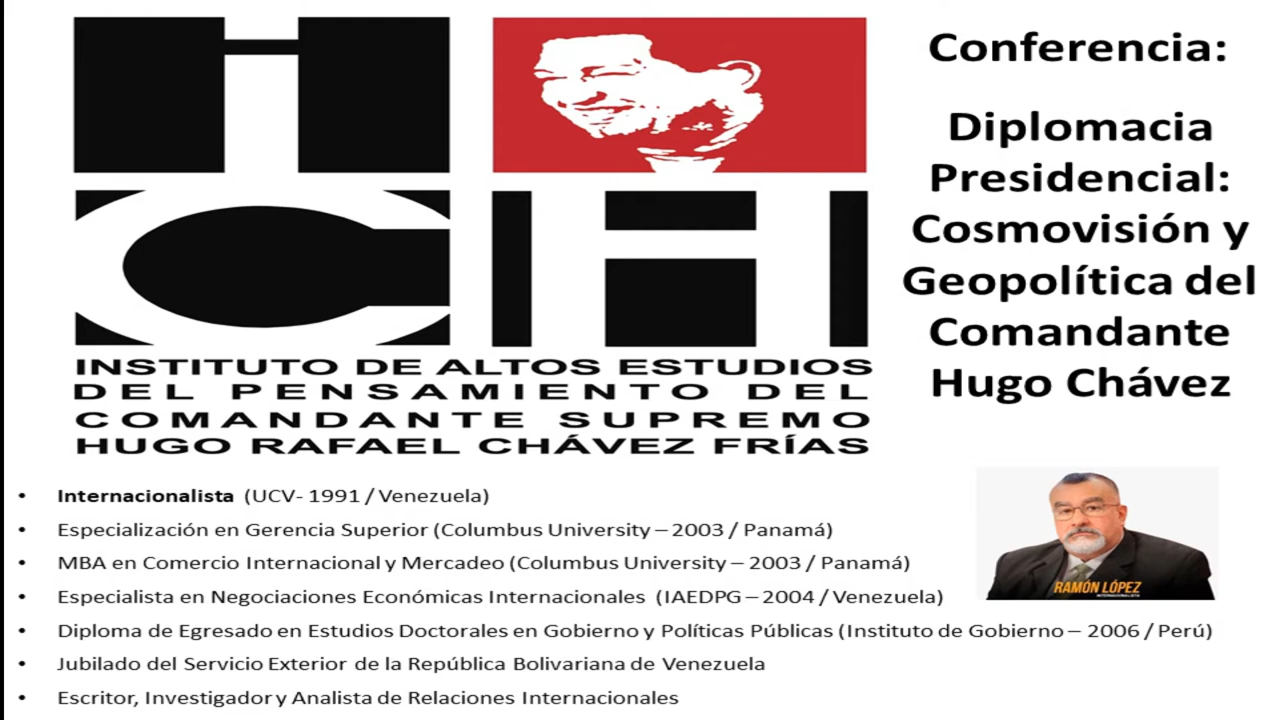 Conferencia:
Diplomacia
Presidencial:
Cosmovisión y
Geopolítica del
Comandante
Hugo Chávez
HCH
INSTITUTO DE ALTOS ESTUDIOS
DEL PENSAMIENTO DEL
COMANDANTE SUPREMO
HUGO RAFAEL CHÁVEZ FRÍAS
RAMÓN LÓPEZ
INTERNACIONALISTA
• Internacionalista (UCV- 1991 / Venezuela)
• Especialización en Gerencia Superior (Columbus University – 2003 / Panamá)
• MBA en Comercio Internacional y Mercadeo (Columbus University – 2003 / Panamá)
• Especialista en Negociaciones Económicas Internacionales (IAEDPG – 2004 / Venezuela)
• Diploma de Egresado en Estudios Doctorales en Gobierno y Políticas Públicas (Instituto de Gobierno – 2006 / Perú)
• Jubilado del Servicio Exterior de la República Bolivariana de Venezuela
• Escritor, Investigador y Analista de Relaciones Internacionales